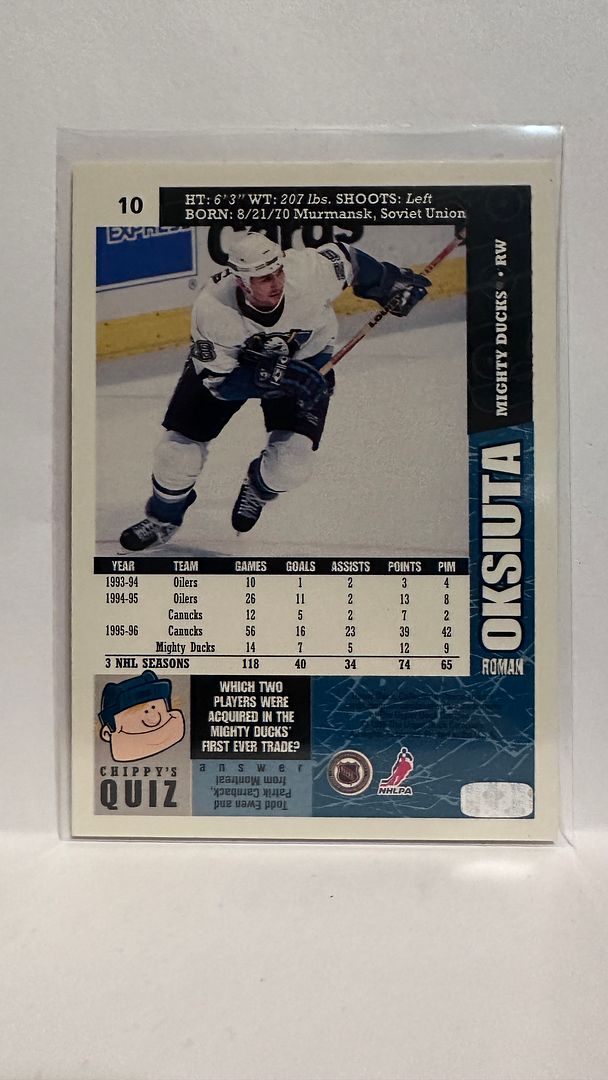 10
HT: 6'3" WT: 207 lbs. SHOOTS: Left
BORN: 8/21/70 Murmansk, Soviet Union
MIGHTY DUCKS • RW
ROMAN OKSIUTA
YEAR TEAM GAMES GOALS ASSISTS POINTS PIM
1993-94 Oilers 10 1 2 3 4
1994-95 Oilers 26 11 2 13 8
Canucks 12 5 2 7 2
1995-96 Canucks 56 16 23 39 42
Mighty Ducks 14 7 5 12 9
3 NHL SEASONS 118 40 34 74 65
WHICH TWO
PLAYERS WERE
ACQUIRED IN THE
MIGHTY DUCKS'
FIRST EVER TRADE?
CHIPPY'S
QUIZ
answer
Todd Ewen and
Patrik Carnback,
from Montreal
NHLPA